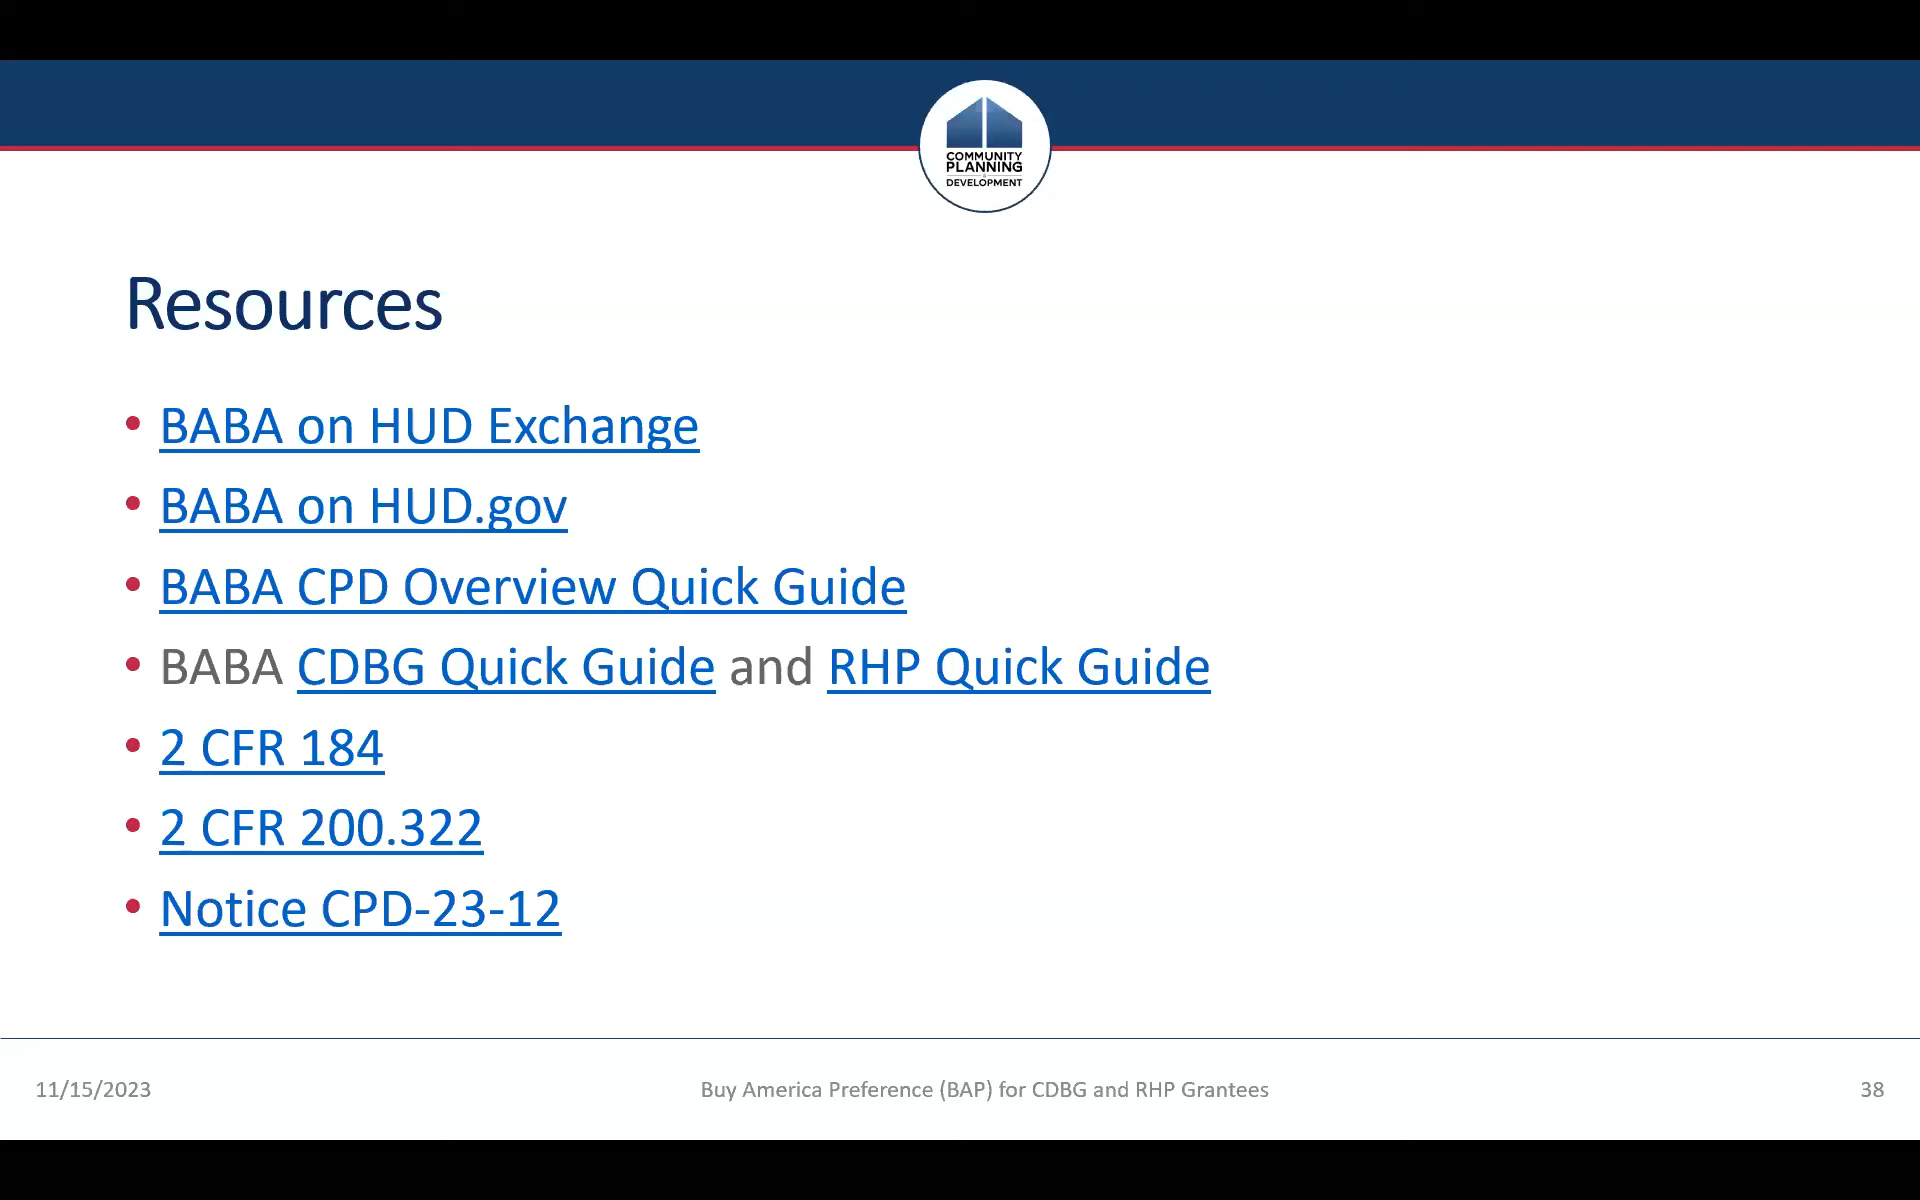 COMMUNITY
PLANNING
DEVELOPMENT
Resources
• BABA on HUD Exchange
• BABA on HUD.gov
• BABA CPD Overview Quick Guide
• BABA CDBG Quick Guide and RHP Quick Guide
• 2 CFR 184
• 2 CFR 200.322
• Notice CPD-23-12
11/15/2023
Buy America Preference (BAP) for CDBG and RHP Grantees
38